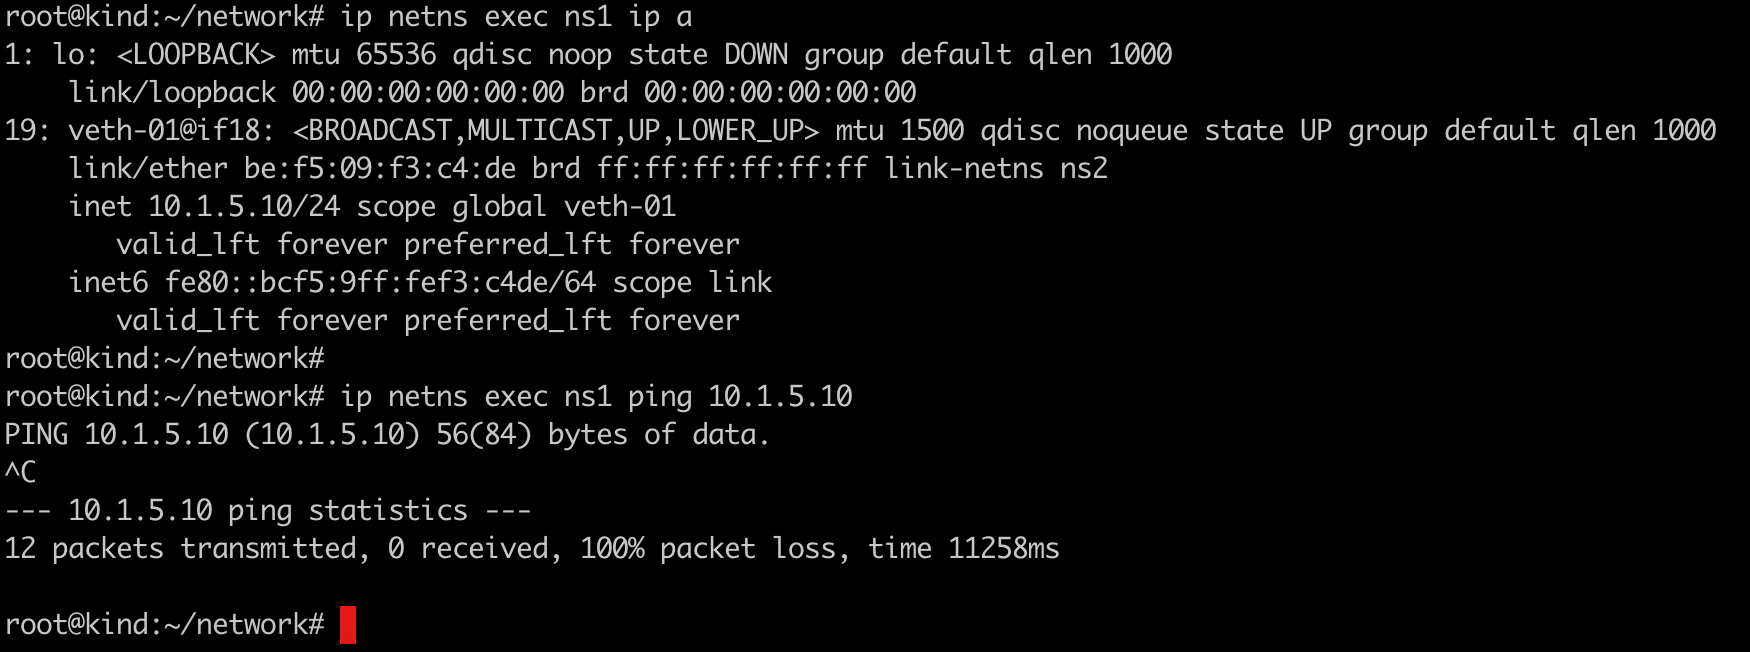 root@kind:~/network# ip netns exec ns1 ip a
1: lo: <LOOPBACK> mtu 65536 qdisc noop state DOWN group default qlen 1000
    link/loopback 00:00:00:00:00:00 brd 00:00:00:00:00:00
19: veth-01@if18: <BROADCAST,MULTICAST,UP,LOWER_UP> mtu 1500 qdisc noqueue state UP group default qlen 1000
    link/ether be:f5:09:f3:c4:de brd ff:ff:ff:ff:ff:ff link-netns ns2
    inet 10.1.5.10/24 scope global veth-01
       valid_lft forever preferred_lft forever
    inet6 fe80::bcf5:9ff:fef3:c4de/64 scope link
       valid_lft forever preferred_lft forever
root@kind:~/network#
root@kind:~/network# ip netns exec ns1 ping 10.1.5.10
PING 10.1.5.10 (10.1.5.10) 56(84) bytes of data.
^C
--- 10.1.5.10 ping statistics ---
12 packets transmitted, 0 received, 100% packet loss, time 11258ms
root@kind:~/network#